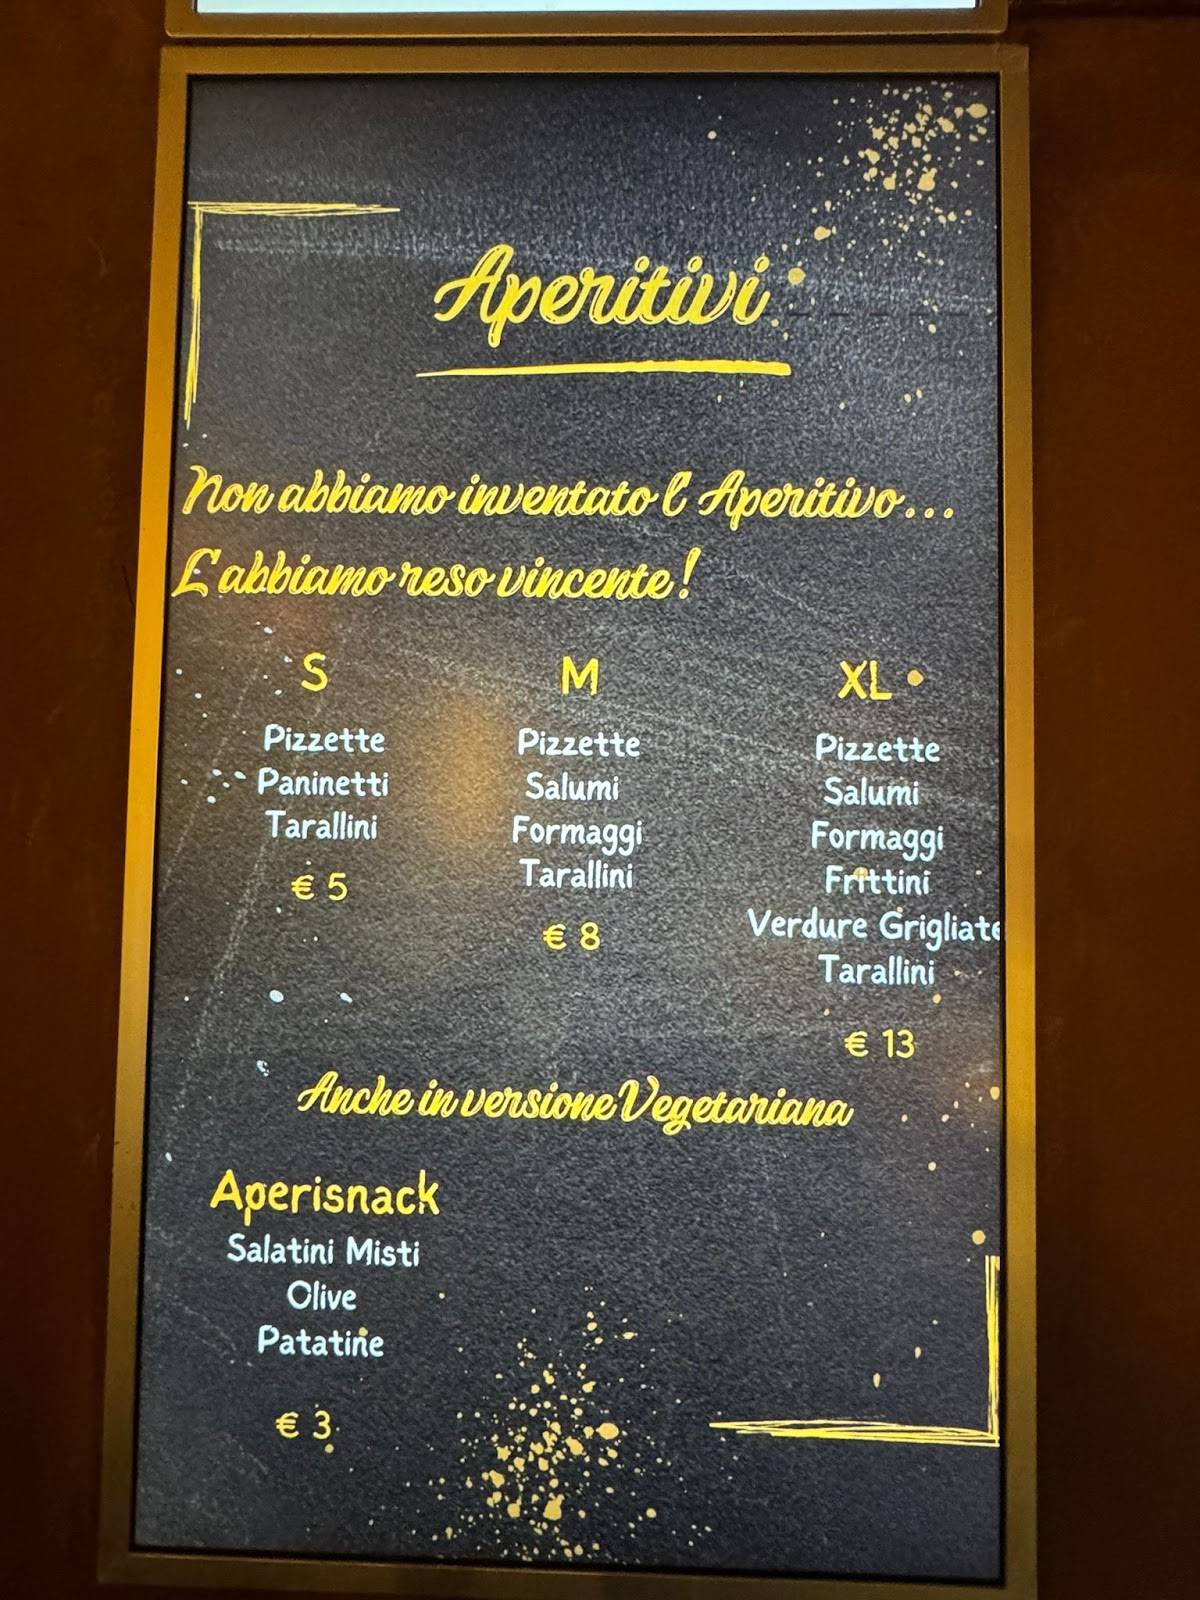 Aperitivi
Non abbiamo inventato l' Aperitivo...
L'abbiamo reso vincente!
S
Pizzette
Paninetti
Tarallini
€ 5
M
Pizzette
Salumi
Formaggi
Tarallini
€ 8
XL
Pizzette
Salumi
Formaggi
Frittini
Verdure Grigliate
Tarallini
€ 13
Anche in versione Vegetariana
Aperisnack
Salatini Misti
Olive
Patatine
€ 3